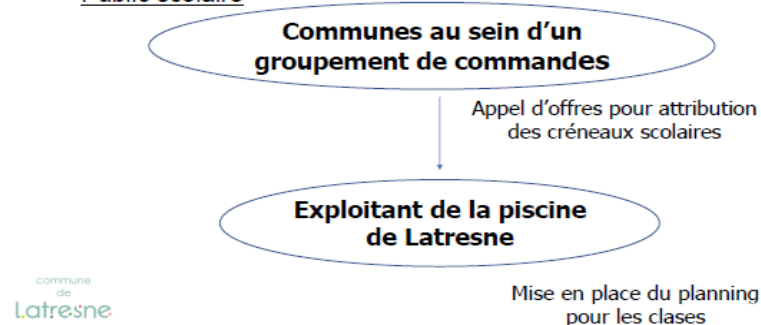 Public scolaire
Communes au sein d'un
groupement de commandes
Appel d'offres pour attribution
des créneaux scolaires
Exploitant de la piscine
de Latresne
commune
de
Latresne
Mise en place du planning
pour les clases